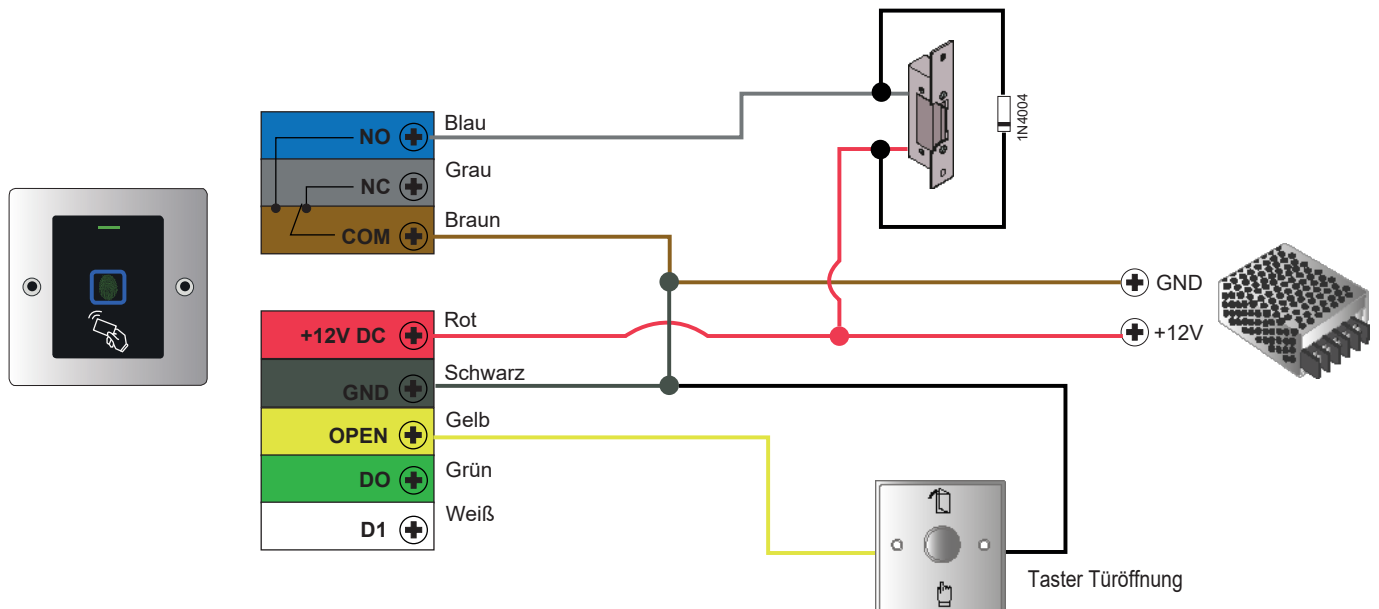 NO
Blau
NC
Grau
COM
Braun
1N4004
GND
+12V
+12V DC
Rot
GND
Schwarz
OPEN
Gelb
DO
Grün
D1
Weiß
Taster Türöffnung